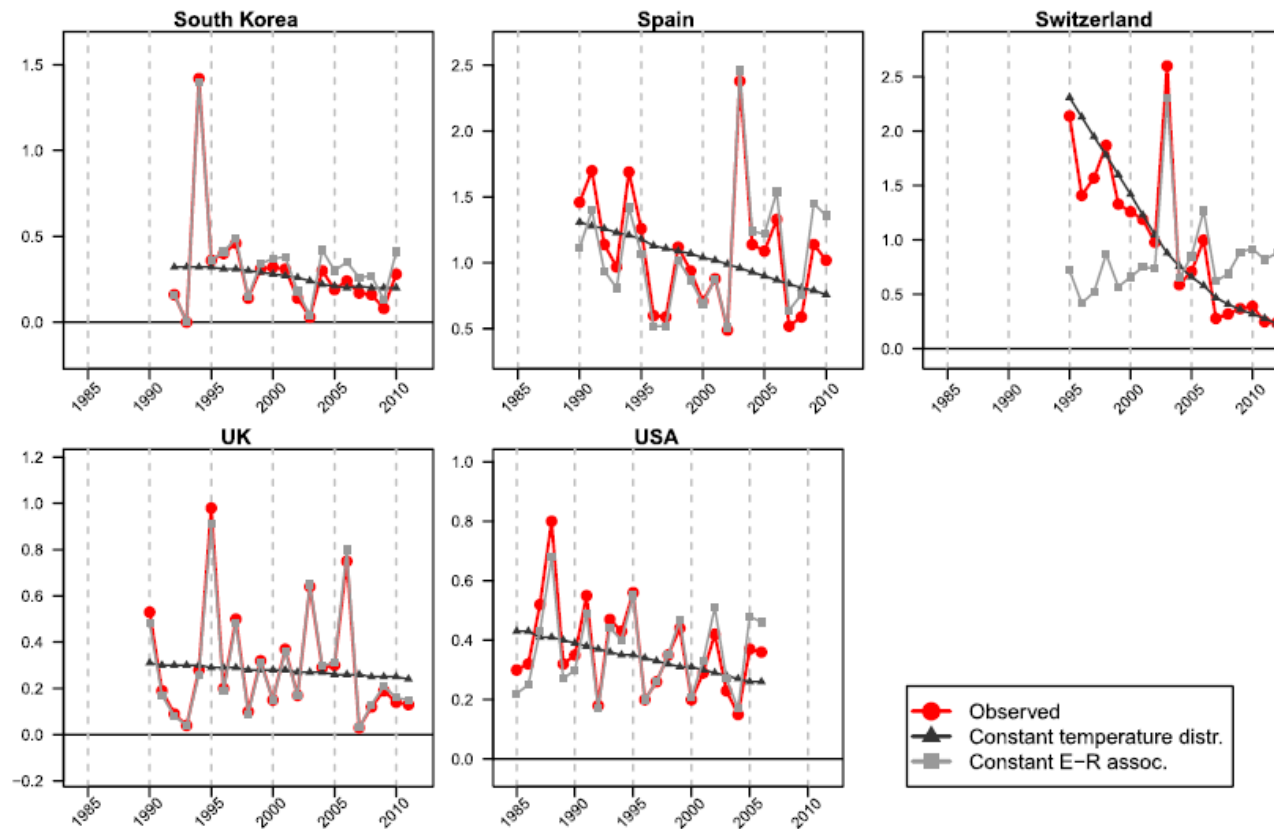 South Korea
Spain
Switzerland
1.5
1.0
0.5
0.0
2.5
2.0
1.5
1.0
0.5
2.5
2.0
1.5
1.0
0.5
0.0
1985 1990 1995 2000 2005 2010
1985 1990 1995 2000 2005 2010
1985 1990 1995 2000 2005 2010
UK
USA
1.2
1.0
0.8
0.6
0.4
0.2
0.0
−0.2
1.0
0.8
0.6
0.4
0.2
0.0
1985 1990 1995 2000 2005 2010
1985 1990 1995 2000 2005 2010
Observed
Constant temperature distr.
Constant E−R assoc.